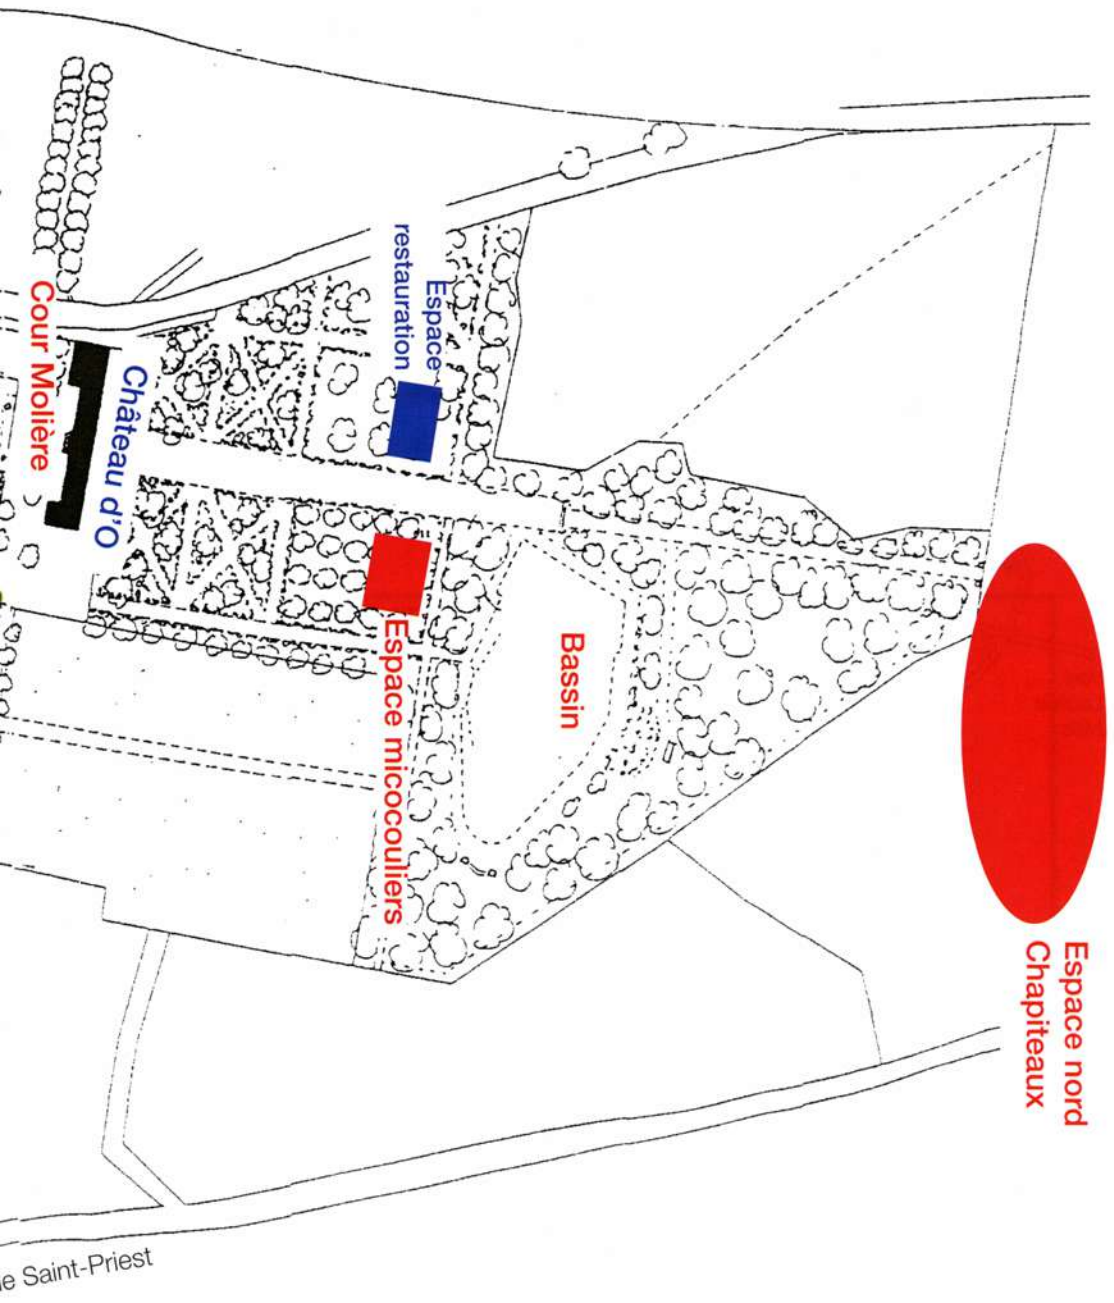 Espace nord
Chapiteaux
Bassin
Espace
restauration
Espace micocouliers
Château d'O
Cour Molière
Saint-Priest